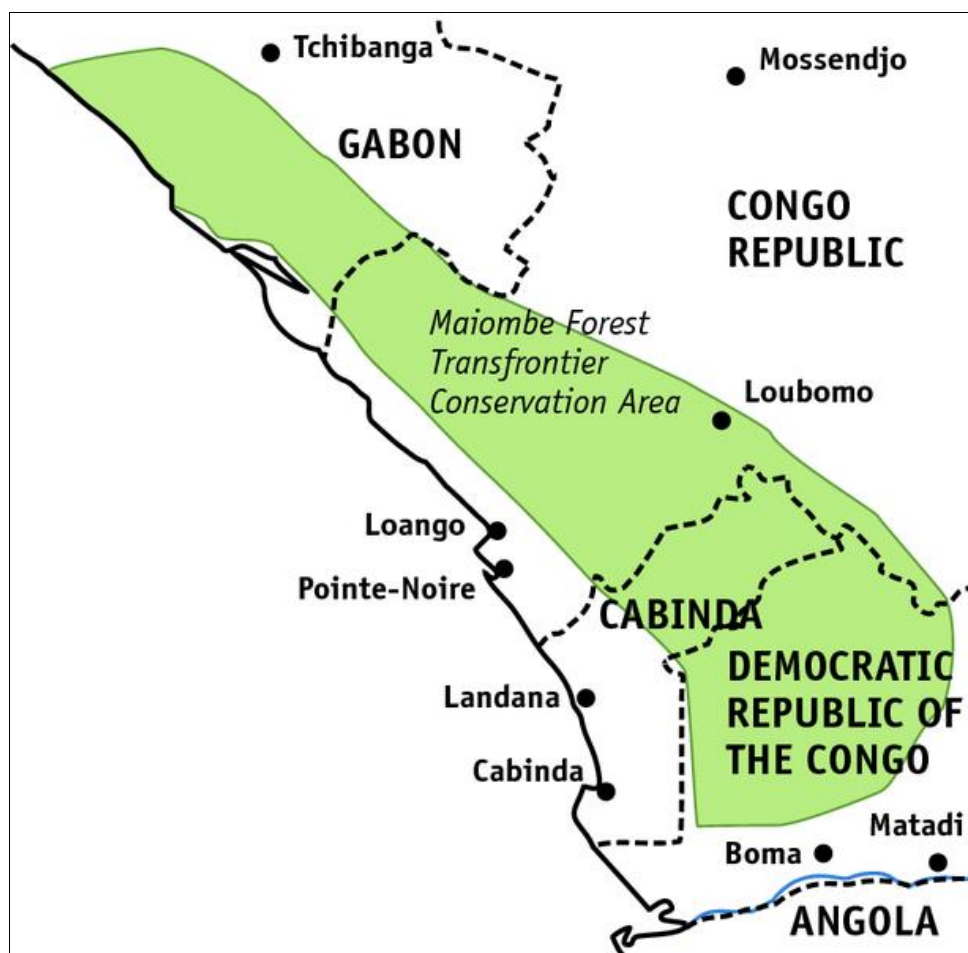 Tchibanga
Mossendjo
GABON
CONGO
REPUBLIC
Maiombe Forest
Transfrontier
Conservation Area
Loubomo
Loango
Pointe-Noire
CABINDA
DEMOCRATIC
REPUBLIC OF
THE CONGO
Landana
Cabinda
Matadi
Boma
ANGOLA